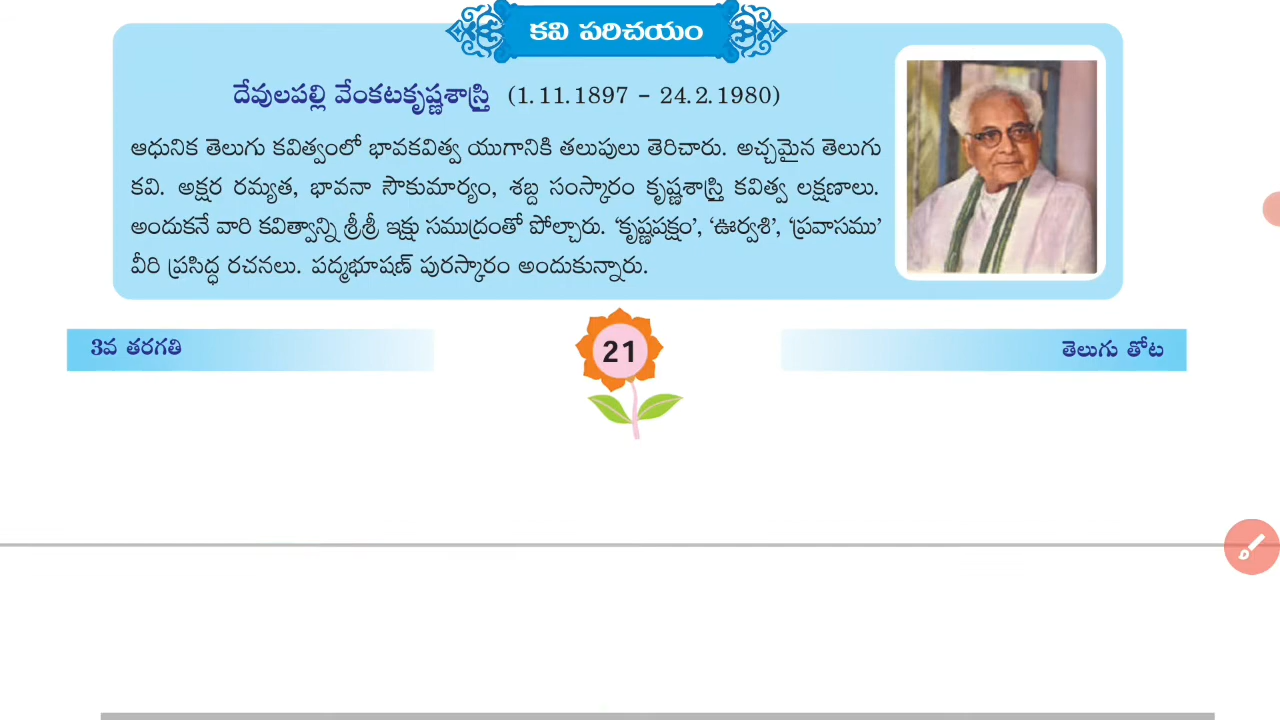 కవి పరిచయం
దేవులపల్లి వేంకటకృష్ణశాస్త్రి (1.11.1897 - 24.2.1980)
ఆధునిక తెలుగు కవిత్వంలో భావకవిత్వ యుగానికి తలుపులు తెరిచారు. అచ్చమైన తెలుగు
కవి. అక్షర రమ్యత, భావనా సౌకుమార్యం, శబ్ద సంస్కారం కృష్ణశాస్త్రి కవిత్వ లక్షణాలు.
అందుకనే వారి కవిత్వాన్ని శ్రీశ్రీ ఇక్షు సముద్రంతో పోల్చారు. ‘కృష్ణపక్షం’, ‘ఊర్వశి’, ‘ప్రవాసము’
వీరి ప్రసిద్ధ రచనలు. పద్మభూషణ్ పురస్కారం అందుకున్నారు.
3వ తరగతి
21
తెలుగు తోట